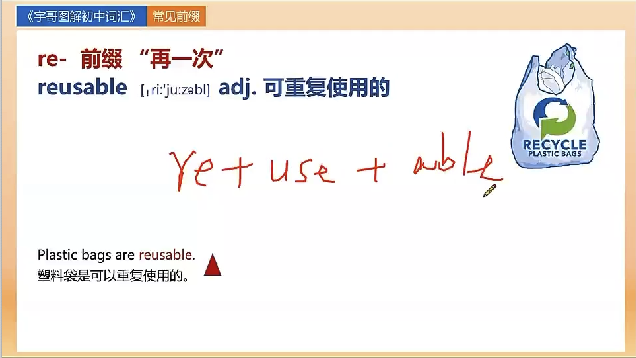 《宇哥图解初中词汇》 常见前缀
re- 前缀 “再一次”
reusable [ˌriːˈjuːzəbl] adj. 可重复使用的
RECYCLE
PLASTIC BAGS
re + use + able
Plastic bags are reusable.
塑料袋是可以重复使用的。